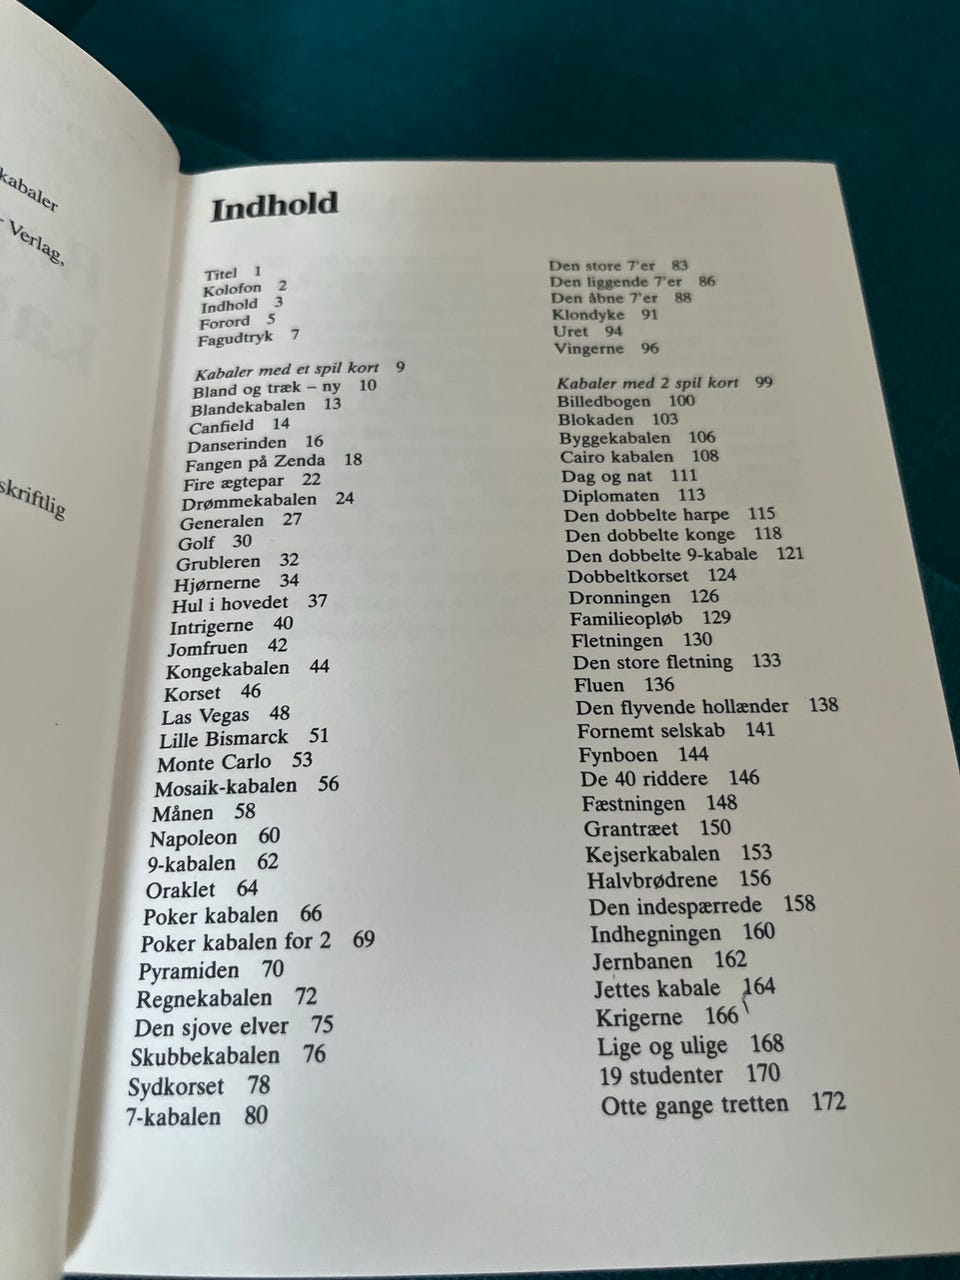 kabaler
- Verlag,
skriftlig
Indhold
Titel 1
Kolofon 2
Indhold 3
Forord 5
Fagudtryk 7
Kabaler med et spil kort 9
Bland og træk – ny 10
Blandekabalen 13
Canfield 14
Danserinden 16
Fangen på Zenda 18
Fire ægtepar 22
Drømmekabalen 24
Generalen 27
Golf 30
Grubleren 32
Hjørnerne 34
Hul i hovedet 37
Intrigerne 40
Jomfruen 42
Kongekabalen 44
Korset 46
Las Vegas 48
Lille Bismarck 51
Monte Carlo 53
Mosaik-kabalen 56
Månen 58
Napoleon 60
9-kabalen 62
Oraklet 64
Poker kabalen 66
Poker kabalen for 2 69
Pyramiden 70
Regnekabalen 72
Den sjove elver 75
Skubbekabalen 76
Sydkorset 78
7-kabalen 80
Den store 7'er 83
Den liggende 7'er 86
Den åbne 7'er 88
Klondyke 91
Uret 94
Vingerne 96
Kabaler med 2 spil kort 99
Billedbogen 100
Blokaden 103
Byggekabalen 106
Cairo kabalen 108
Dag og nat 111
Diplomaten 113
Den dobbelte harpe 115
Den dobbelte konge 118
Den dobbelte 9-kabale 121
Dobbeltkorset 124
Dronningen 126
Familieopløb 129
Fletningen 130
Den store fletning 133
Fluen 136
Den flyvende hollænder 138
Fornemt selskab 141
Fynboen 144
De 40 riddere 146
Fæstningen 148
Grantræet 150
Kejserkabalen 153
Halvbrødrene 156
Den indespærrede 158
Indhegningen 160
Jernbanen 162
Jettes kabale 164
Krigerne 166
Lige og ulige 168
19 studenter 170
Otte gange tretten 172